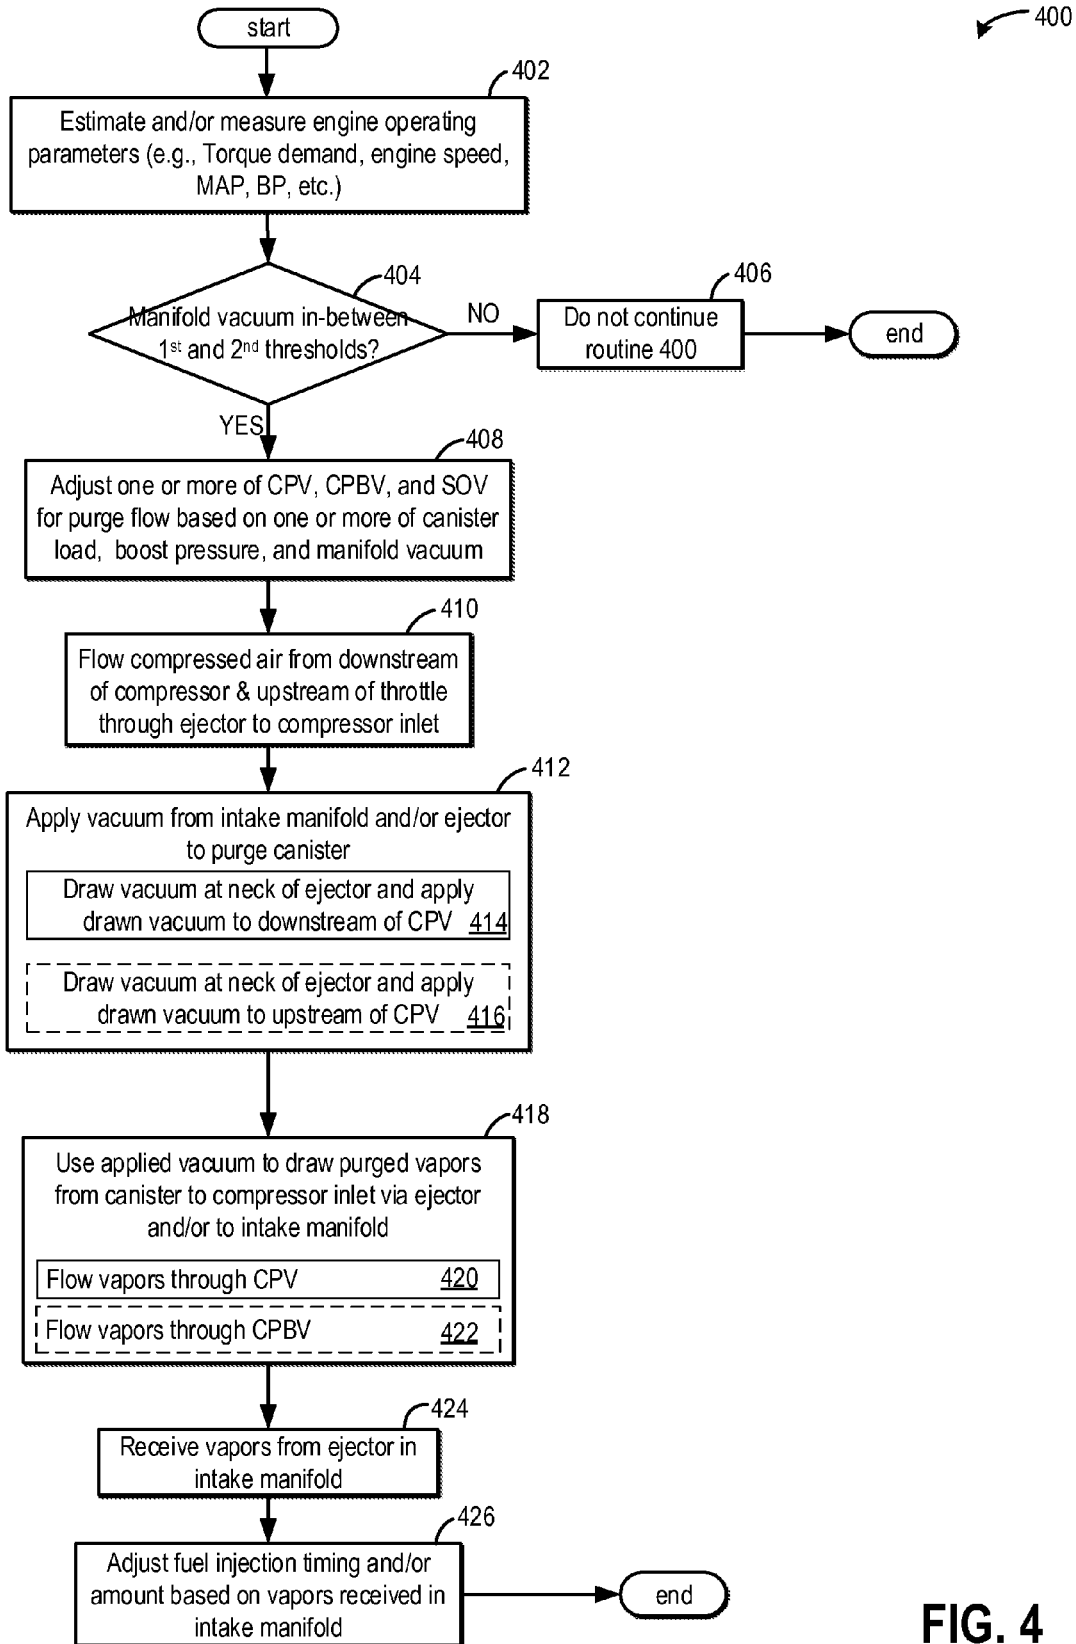 start
400
402
Estimate and/or measure engine operating
parameters (e.g., Torque demand, engine speed,
MAP, BP, etc.)
404
Manifold vacuum in-between
1st and 2nd thresholds?
NO
406
Do not continue
routine 400
end
YES
408
Adjust one or more of CPV, CPBV, and SOV
for purge flow based on one or more of canister
load, boost pressure, and manifold vacuum
410
Flow compressed air from downstream
of compressor & upstream of throttle
through ejector to compressor inlet
412
Apply vacuum from intake manifold and/or ejector
to purge canister
Draw vacuum at neck of ejector and apply
drawn vacuum to downstream of CPV 414
Draw vacuum at neck of ejector and apply
drawn vacuum to upstream of CPV 416
418
Use applied vacuum to draw purged vapors
from canister to compressor inlet via ejector
and/or to intake manifold
Flow vapors through CPV 420
Flow vapors through CPBV 422
424
Receive vapors from ejector in
intake manifold
426
Adjust fuel injection timing and/or
amount based on vapors received in
intake manifold
end
FIG. 4